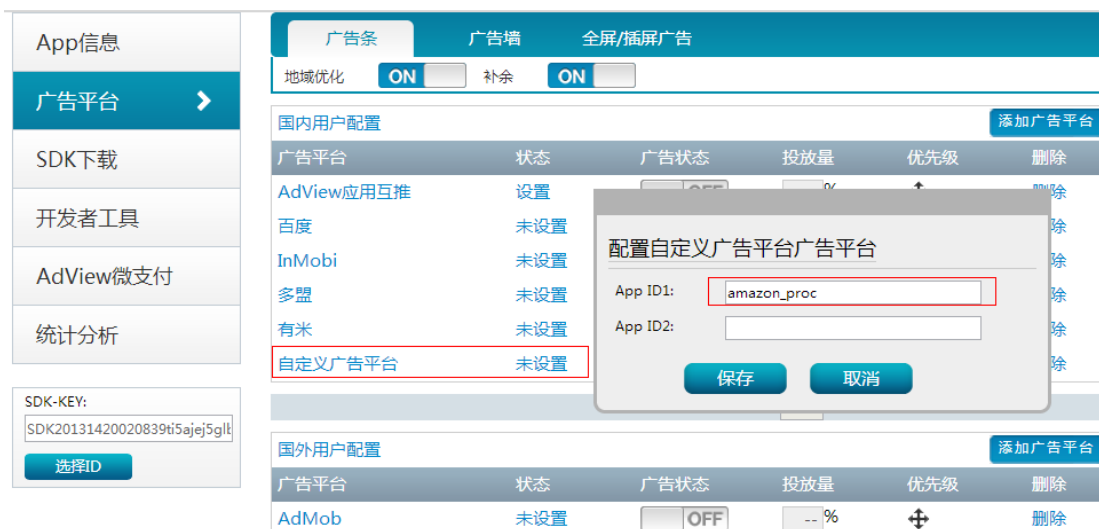 App信息
广告平台
SDK下载
开发者工具
AdView微支付
统计分析
SDK-KEY:
SDK20131420020839ti5ajej5glb
选择ID
广告条 广告墙 全屏/插屏广告
地域优化 ON 补余 ON
国内用户配置 添加广告平台
广告平台 状态 广告状态 投放量 优先级 删除
AdView应用互推 设置 OFF % 删除
百度 未设置 除
InMobi 未设置 除
多盟 未设置 除
有米 未设置 除
自定义广告平台 未设置 除
配置自定义广告平台广告平台
App ID1: amazon_proc
App ID2:
保存 取消
国外用户配置 添加广告平台
广告平台 状态 广告状态 投放量 优先级 删除
AdMob 未设置 OFF -- % 删除